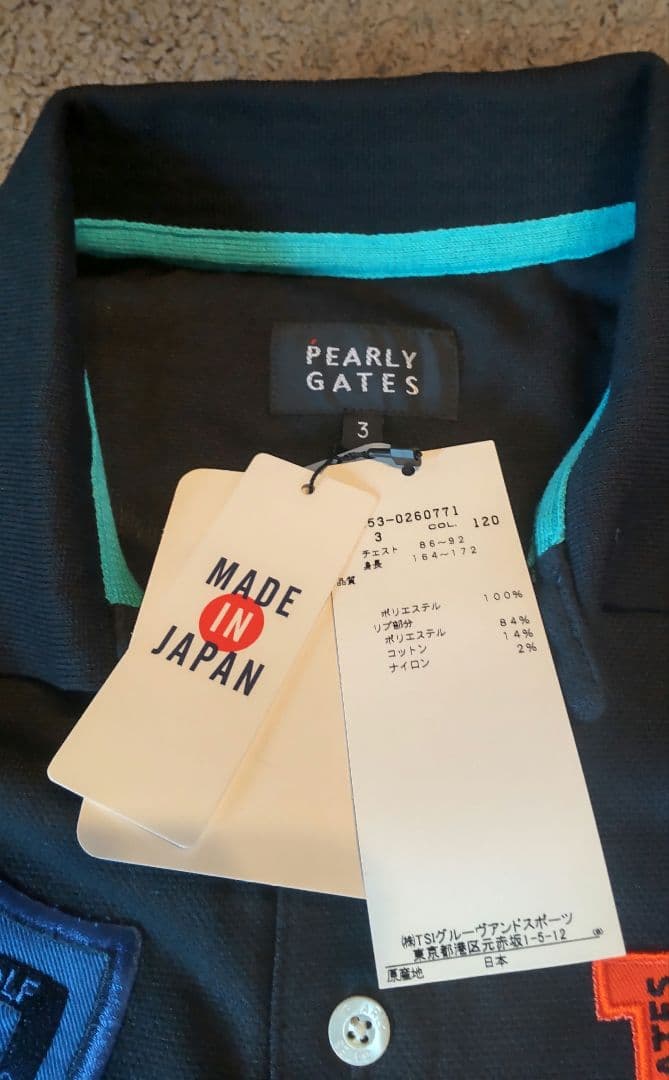 PEARLY
GATES
3
53-0260771
3 COL. 120
チェスト 86～92
身長 164～172
品質
ポリエステル 100%
リブ部分
ポリエステル 84%
コットン 14%
ナイロン 2%
MADE
IN
JAPAN
㈱TSIグルーヴアンドスポーツ
東京都港区元赤坂1-5-12
原産地 日本